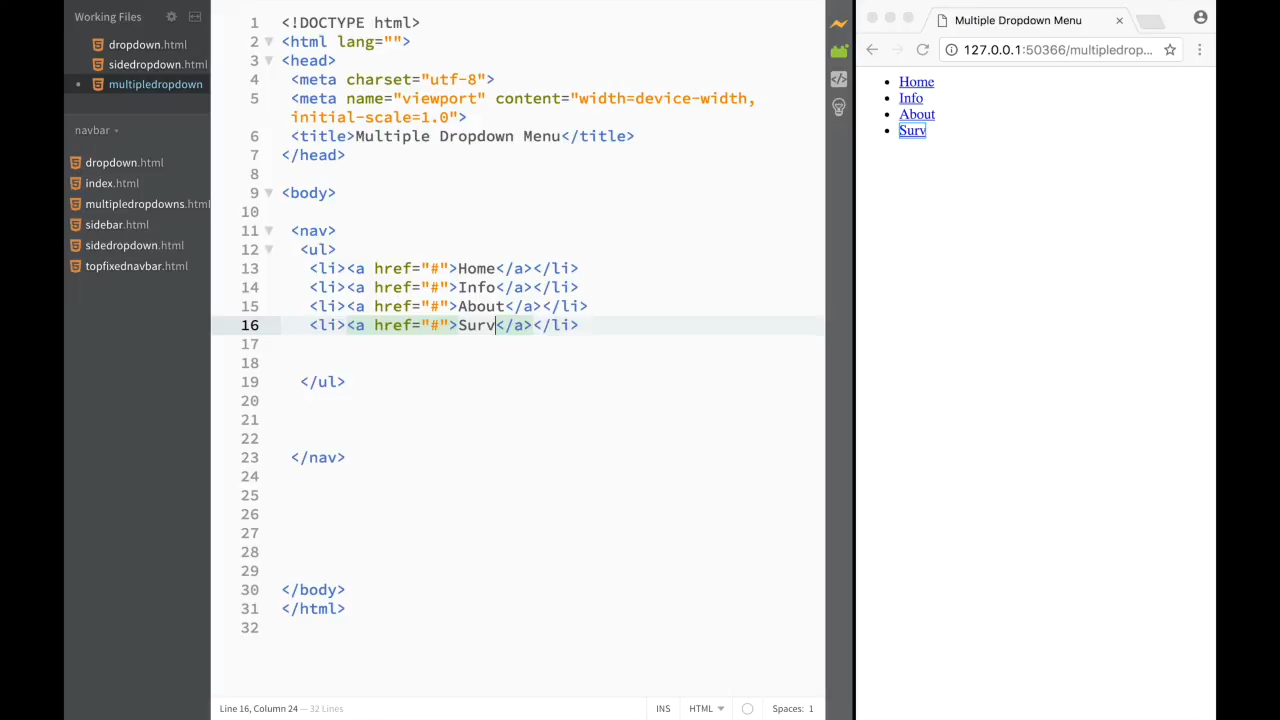 Working Files
dropdown.html
sidedropdown.html
multipledropdown
navbar
dropdown.html
index.html
multipledropdowns.html
sidebar.html
sidedropdown.html
topfixednavbar.html
1 <!DOCTYPE html>
2 <html lang="">
3 <head>
4 <meta charset="utf-8">
5 <meta name="viewport" content="width=device-width,
initial-scale=1.0">
6 <title>Multiple Dropdown Menu</title>
7 </head>
8
9 <body>
10
11 <nav>
12 <ul>
13 <li><a href="#">Home</a></li>
14 <li><a href="#">Info</a></li>
15 <li><a href="#">About</a></li>
16 <li><a href="#">Surv</a></li>
17
18
19 </ul>
20
21
22
23 </nav>
24
25
26
27
28
29
30 </body>
31 </html>
32
Line 16, Column 24 — 32 Lines
INS HTML Spaces: 1
Multiple Dropdown Menu
127.0.0.1:50366/multipledrop...
Home
Info
About
Surv